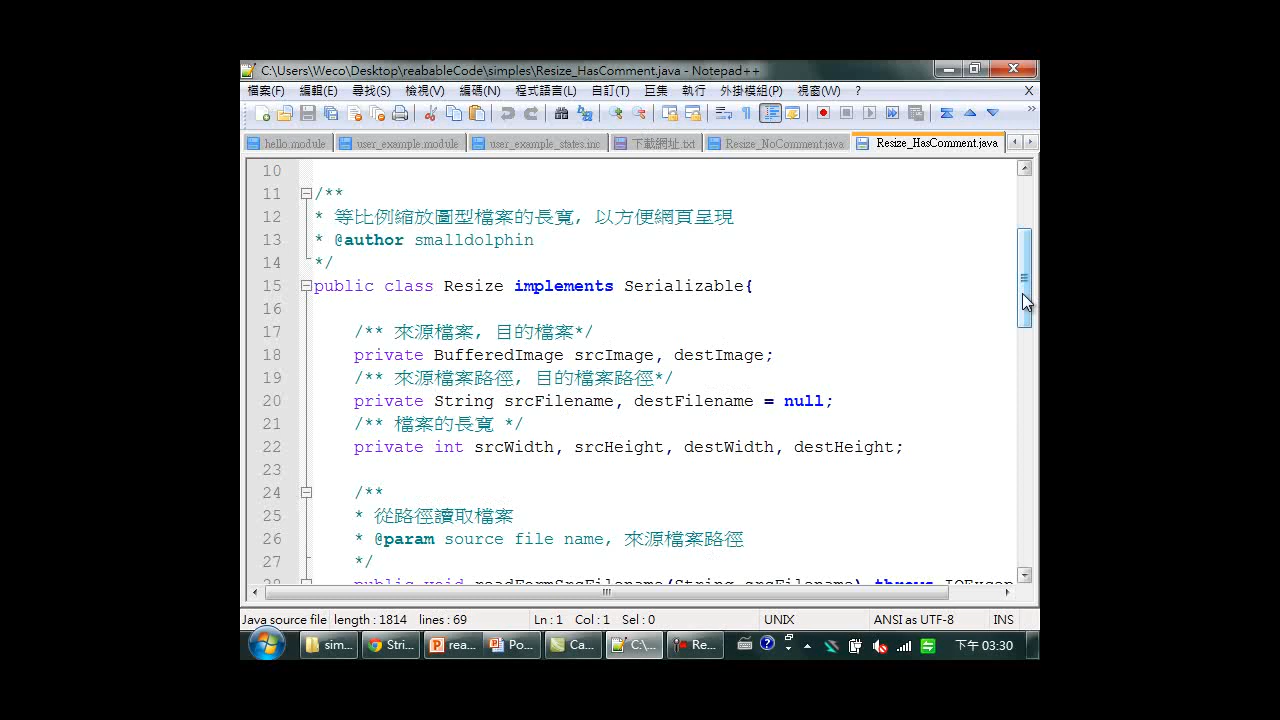 C:\Users\Weco\Desktop\reabableCode\simples\Resize_HasComment.java - Notepad++
檔案(F) 編輯(E) 尋找(S) 檢視(V) 編碼(N) 程式語言(L) 自訂(T) 巨集 執行 外掛模組(P) 視窗(W) ? X
hello.module user_example.module user_example_states.inc 下載網址.txt Resize_NoComment.java Resize_HasComment.java
10
11 /**
12 * 等比例縮放圖型檔案的長寬, 以方便網頁呈現
13 * @author smalldolphin
14 */
15 public class Resize implements Serializable{
16
17 /** 來源檔案, 目的檔案*/
18 private BufferedImage srcImage, destImage;
19 /** 來源檔案路徑, 目的檔案路徑*/
20 private String srcFilename, destFilename = null;
21 /** 檔案的長寬 */
22 private int srcWidth, srcHeight, destWidth, destHeight;
23
24 /**
25 * 從路徑讀取檔案
26 * @param source file name, 來源檔案路徑
27 */
28 public void readFormSrcFilename(String srcFilename) throws IOExcep
Java source file length : 1814 lines : 69 Ln : 1 Col : 1 Sel : 0 UNIX ANSI as UTF-8 INS
sim... Stri... rea... Po... Ca... C:\... Re... 下午 03:30